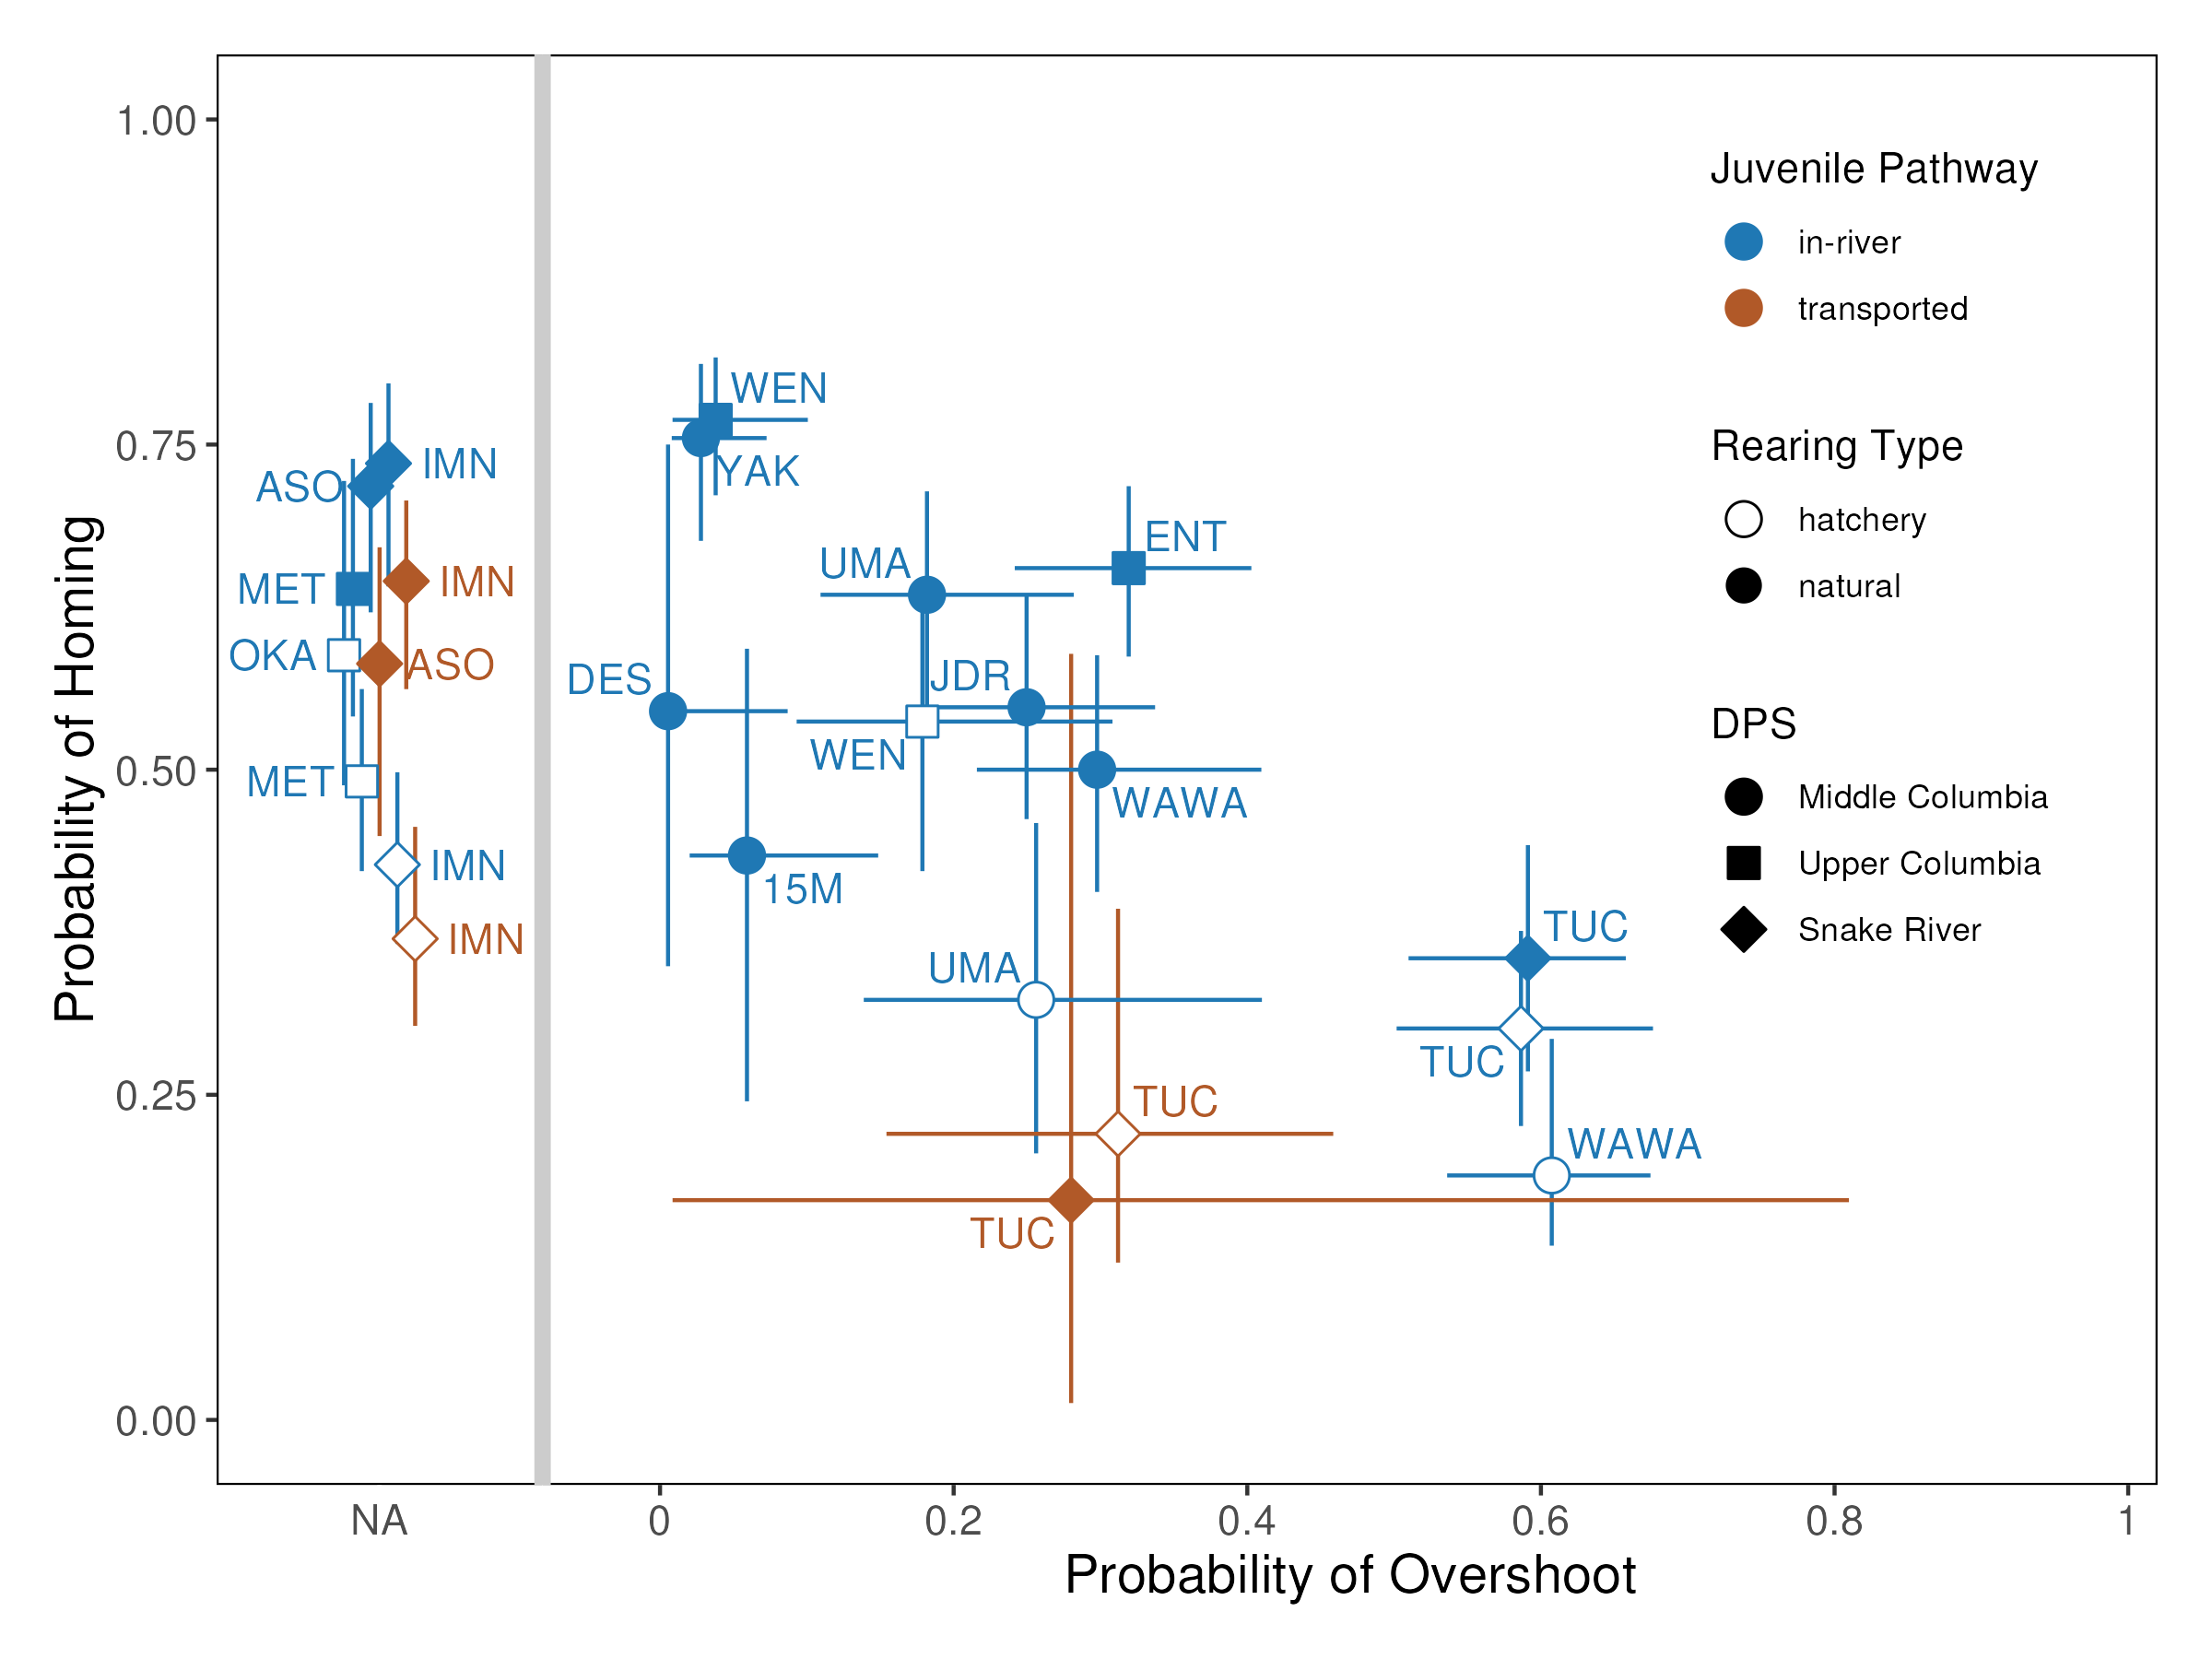 Probability of Homing
1.00
0.75
0.50
0.25
0.00
ASO
IMN
MET
IMN
OKA
ASO
MET
IMN
IMN
WEN
YAK
ENT
UMA
DES
JDR
WEN
WAWA
15M
UMA
TUC
TUC
TUC
WAWA
TUC
Juvenile Pathway
in-river
transported
Rearing Type
hatchery
natural
DPS
Middle Columbia
Upper Columbia
Snake River
NA
0
0.2
0.4
0.6
0.8
1
Probability of Overshoot